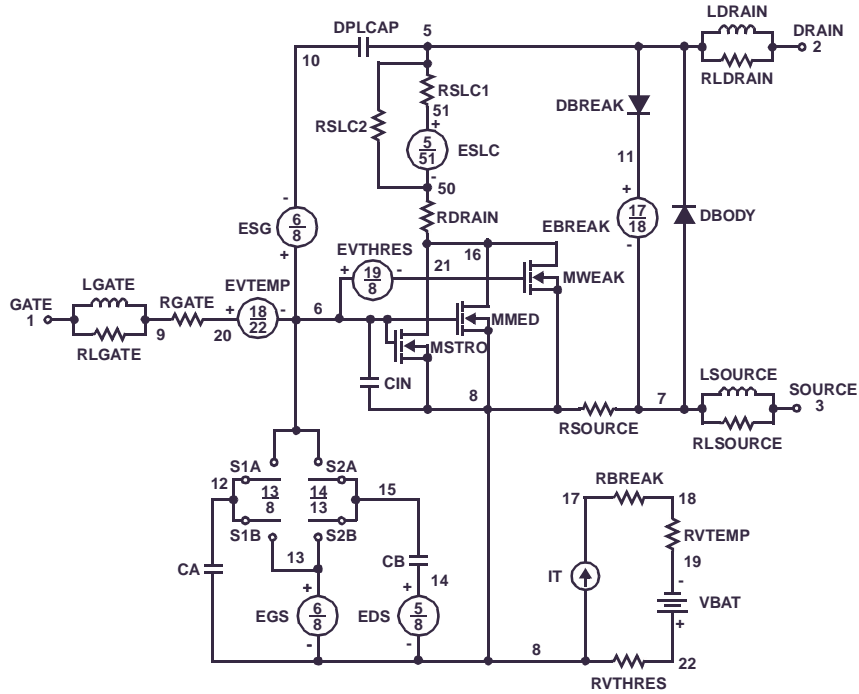 LDRAIN
DPLCAP
5
DRAIN
2
10
RLDRAIN
RSLC1
51
DBREAK
RSLC2
+
5
51
ESLC
-
11
50
-
+
ESG
6
8
RDRAIN
EBREAK
17
18
DBODY
+
-
EVTHRES
16
+
19
8
-
21
MWEAK
LGATE
EVTEMP
GATE
1
RGATE
+
18
22
-
6
MMED
9
20
RLGATE
MSTRO
CIN
LSOURCE
8
7
SOURCE
3
RSOURCE
RLSOURCE
S1A
S2A
12
13
8
14
13
15
RBREAK
17
18
S1B
S2B
RVTEMP
13
CB
19
CA
IT
-
+
+
14
VBAT
EGS
6
8
EDS
5
8
+
-
-
8
22
RVTHRES